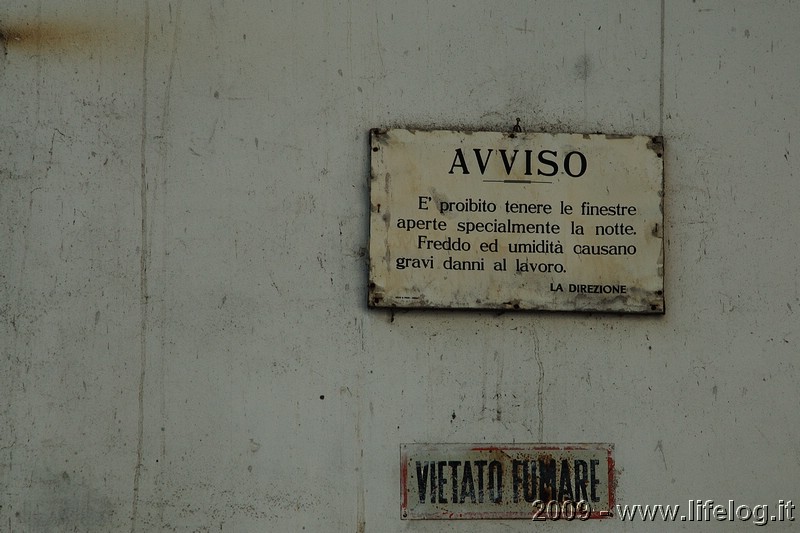 AVVISO
E' proibito tenere le finestre
aperte specialmente la notte.
Freddo ed umidità causano
gravi danni al lavoro.
LA DIREZIONE
VIETATO FUMARE
2009 - www.lifelog.it